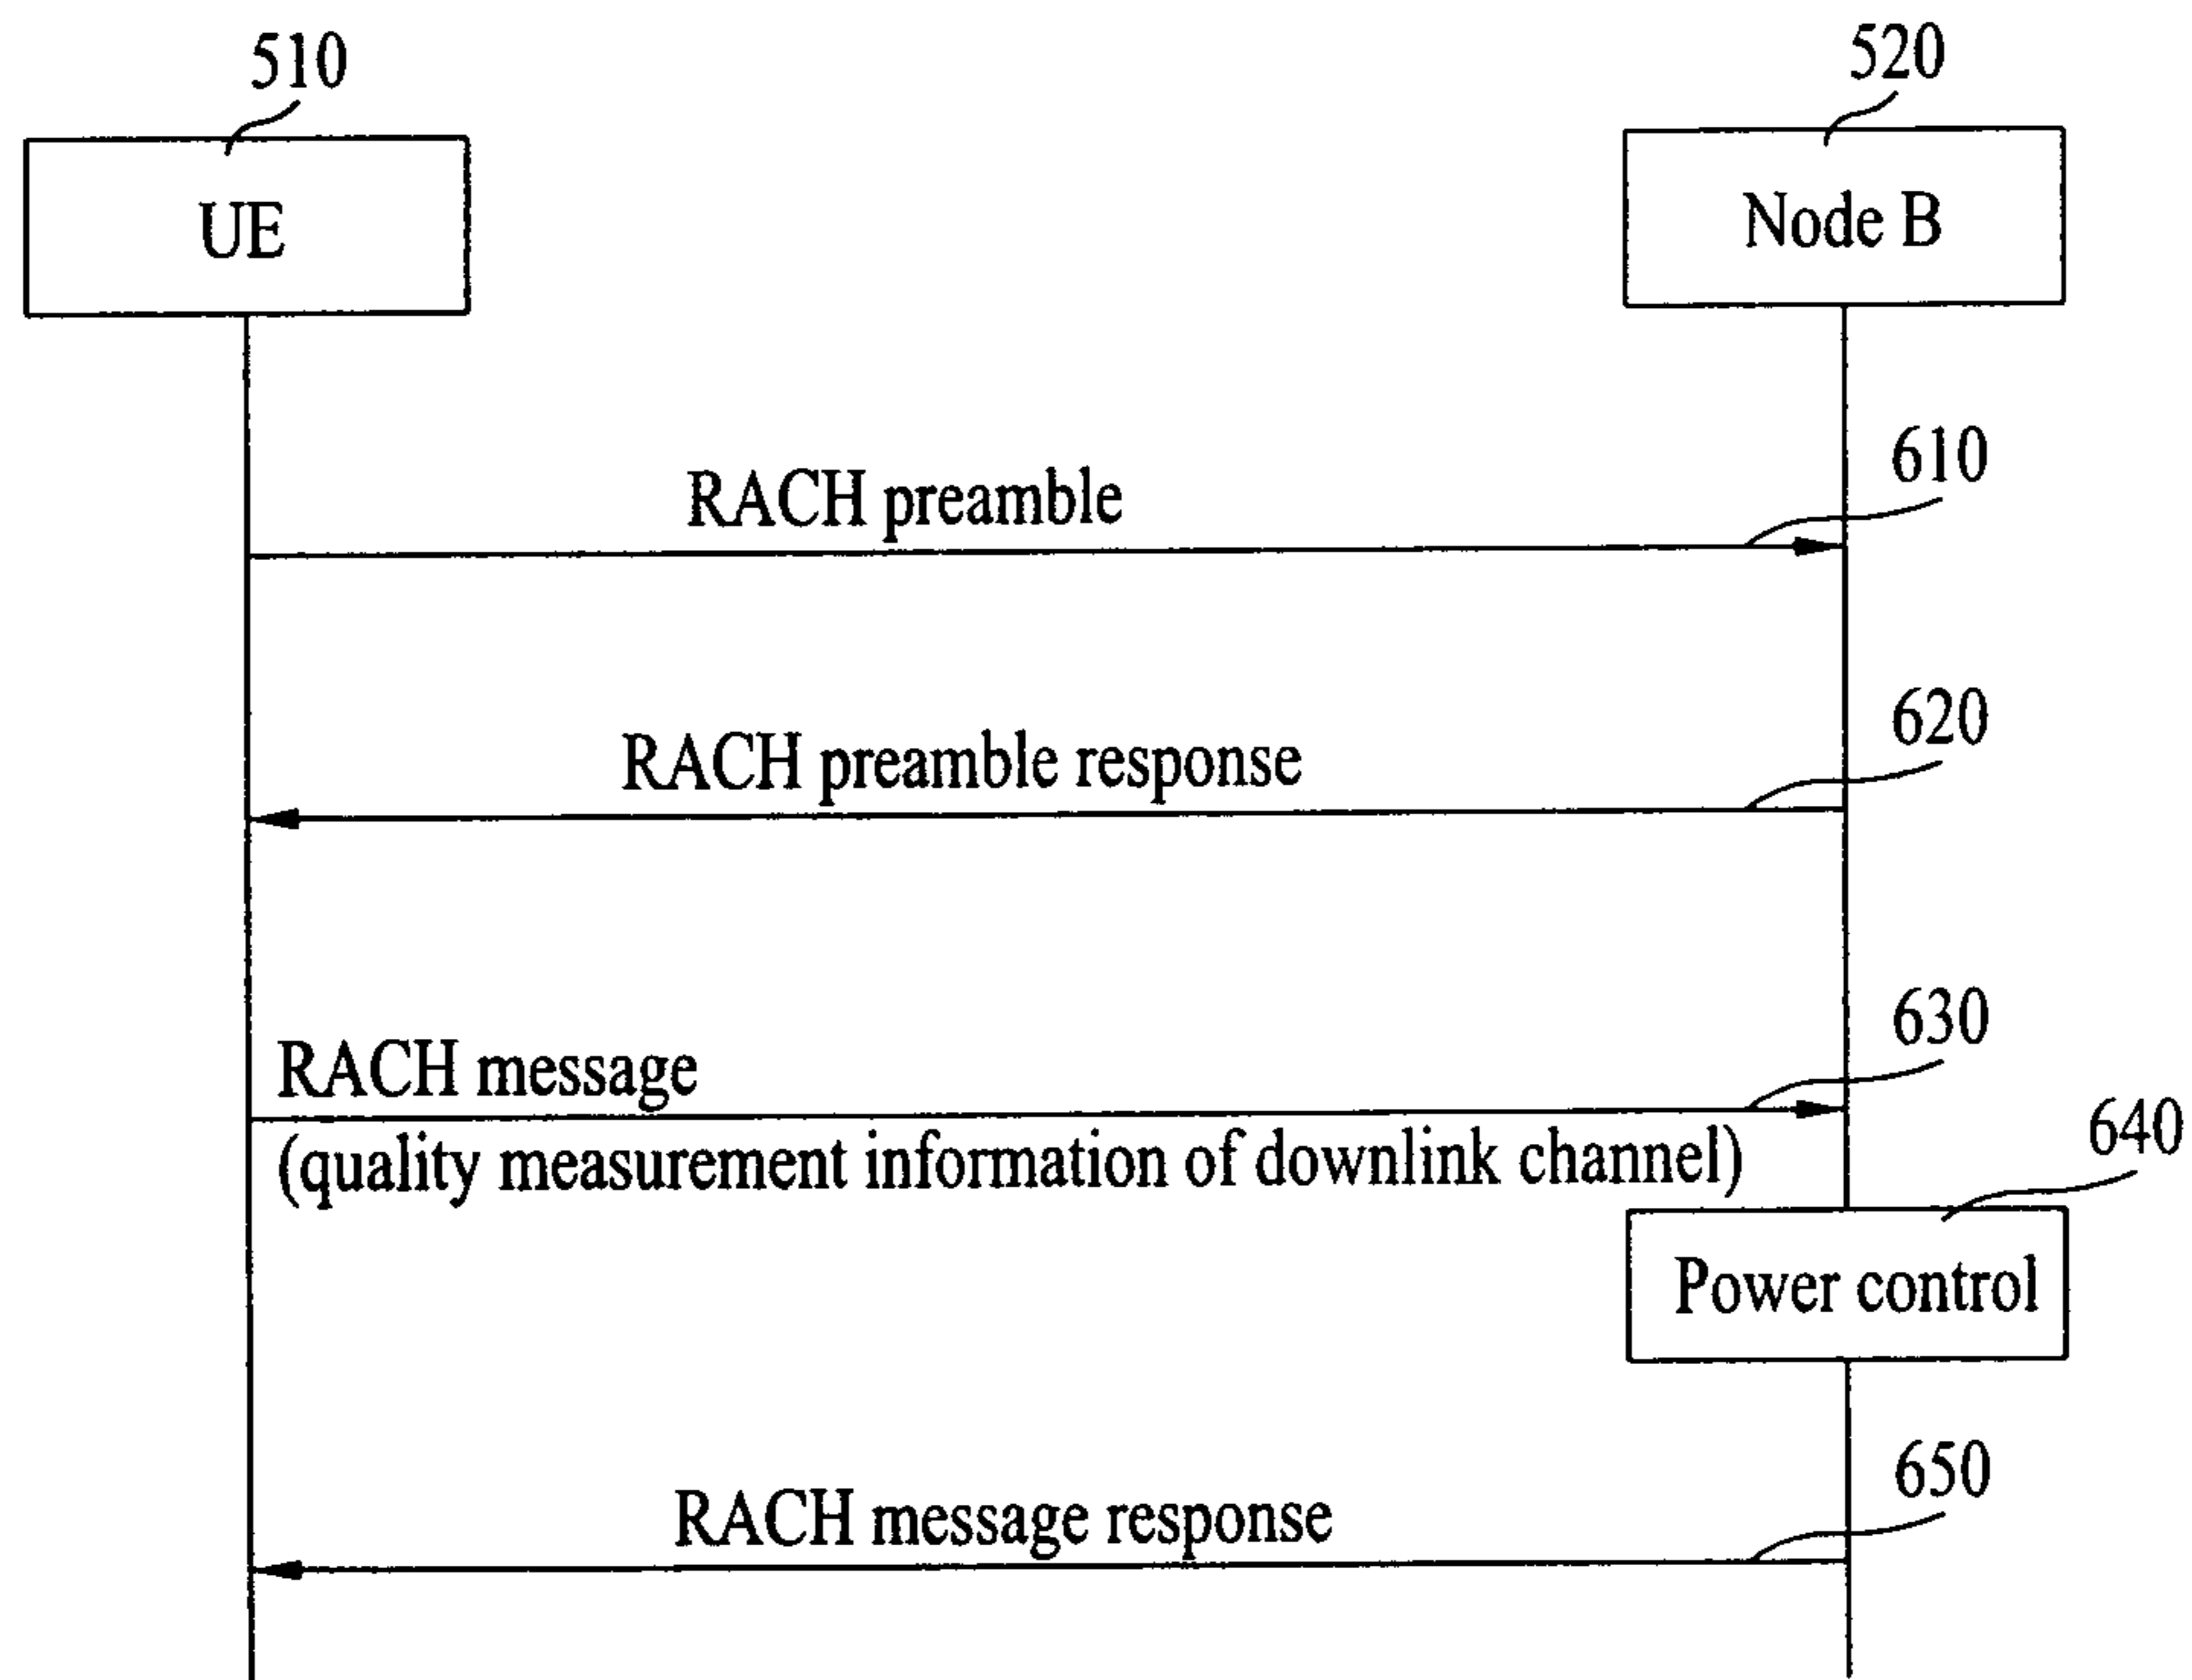 510
520
UE
Node B
610
RACH preamble
620
RACH preamble response
630
RACH message
640
(quality measurement information of downlink channel)
Power control
650
RACH message response